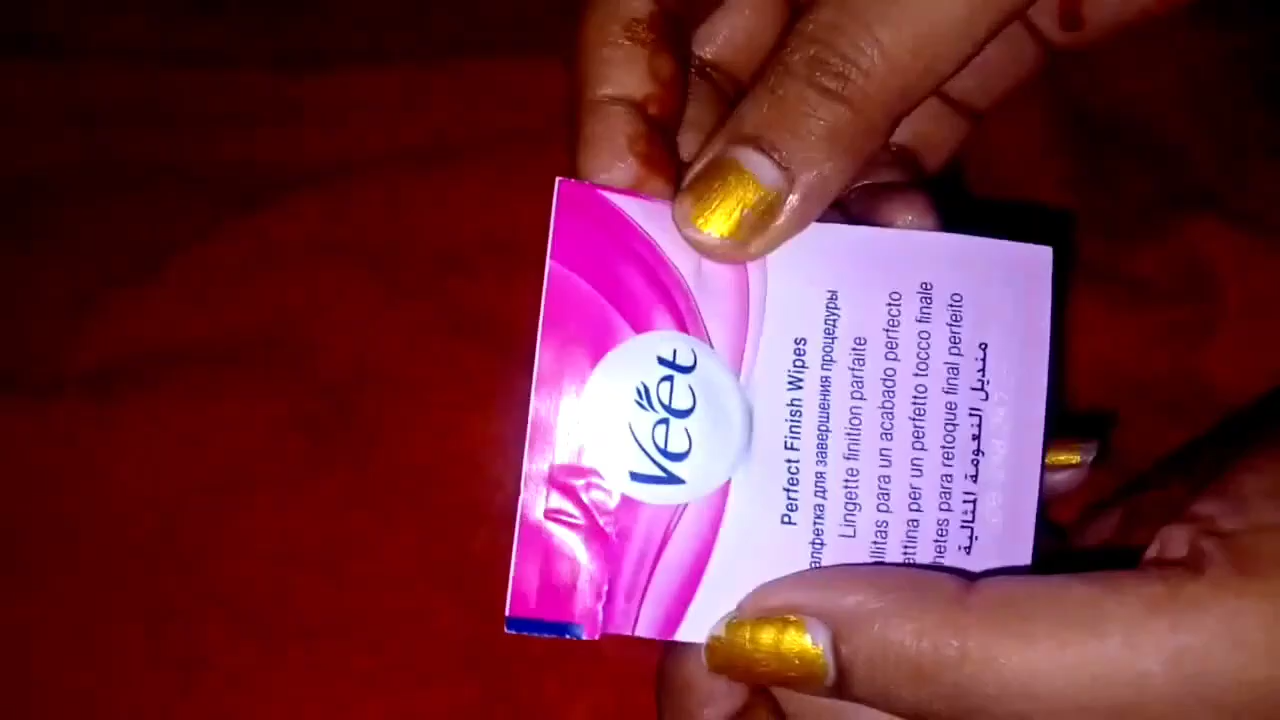 Veet
Perfect Finish Wipes
алфетка для завершения процедуры
Lingette finition parfaite
llitas para un acabado perfecto
ettina per un perfetto tocco finale
hetes para retoque final perfeito
منديل النعومة المثالية